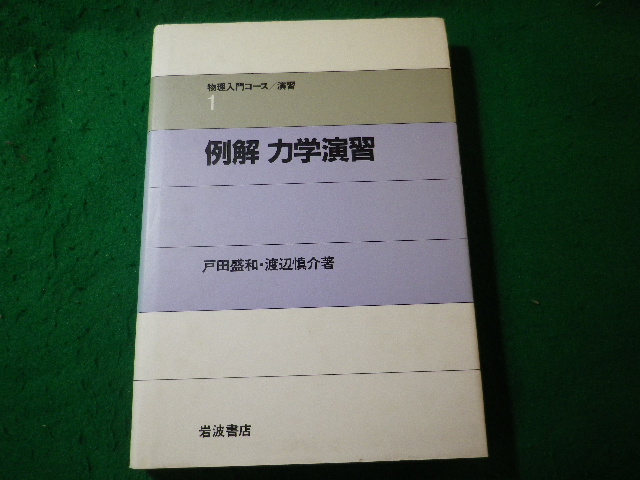 物理入門コース/演習
1
例解 力学演習
戸田盛和・渡辺慎介著
岩波書店